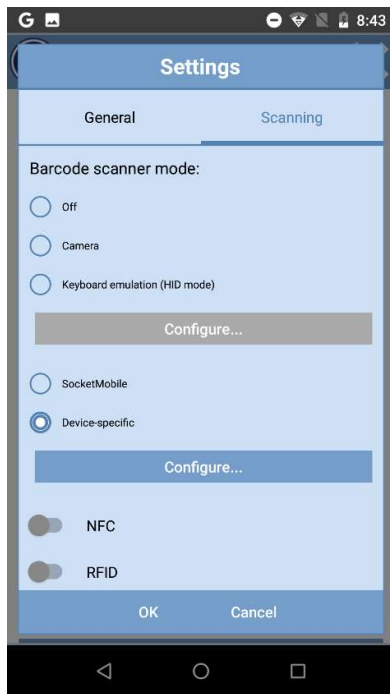 G 8:43
Settings
General Scanning
Barcode scanner mode:
Off
Camera
Keyboard emulation (HID mode)
Configure...
SocketMobile
Device-specific
Configure...
NFC
RFID
OK Cancel